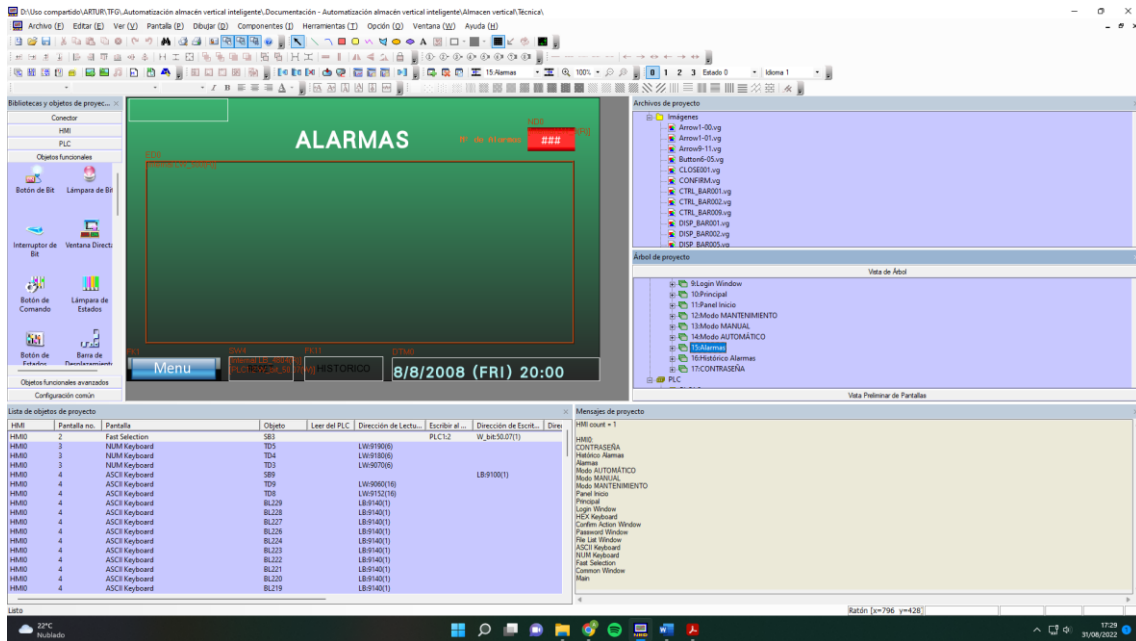 D:\Uso compartido\ARTUR\TFG\.Automatización almacén vertical inteligente\.Documentación - Automatización almacén vertical inteligente\Almacen vertical\Técnica\
Archivo (F) Editar (E) Ver (V) Pantalla (P) Dibujar (D) Componentes (I) Herramientas (T) Opción (O) Ventana (W) Ayuda (H)
15:Alarmas 100% 0 1 2 3 Estado 0 Idioma 1
Bibliotecas y objetos de proyec...
Conector
HMI
PLC
Objetos funcionales
Botón de Bit Lámpara de Bit
Interruptor de Bit Ventana Directa
Botón de Comando Lámpara de Estados
Botón de Estados Barra de Desplazamiento
Objetos funcionales avanzados
Configuración común
ALARMAS
ND0
Nº de Alarmas
###
ED0
FK1 SW4 FK11 DTM0
Menu
HISTORICO
8/8/2008 (FRI) 20:00
Archivos de proyecto
Imágenes
Arrow1-00.vg
Arrow1-01.vg
Arrow9-11.vg
Button6-05.vg
CLOSE001.vg
CONFIRM.vg
CTRL_BAR001.vg
CTRL_BAR002.vg
CTRL_BAR009.vg
DISP_BAR001.vg
DISP_BAR002.vg
DISP_BAR005.vg
Árbol de proyecto
Vista de Árbol
9:Login Window
10:Principal
11:Panel Inicio
12:Modo MANTENIMIENTO
13:Modo MANUAL
14:Modo AUTOMÁTICO
15:Alarmas
16:Histórico Alarmas
17:CONTRASEÑA
PLC
Vista Preliminar de Pantallas
Lista de objetos de proyecto
HMI Pantalla no. Pantalla Objeto Leer del PLC Dirección de Lectu... Escribir al ... Dirección de Escrit... Direc
HMI0 2 Fast Selection SB3 PLC1:2 W_bit:50.07(1)
HMI0 3 NUM Keyboard TD5 LW:9190(6)
HMI0 3 NUM Keyboard TD4 LW:9180(6)
HMI0 3 NUM Keyboard TD3 LW:9070(6)
HMI0 4 ASCII Keyboard SB9 LB:9100(1)
HMI0 4 ASCII Keyboard TD9 LW:9060(16)
HMI0 4 ASCII Keyboard TD8 LW:9152(16)
HMI0 4 ASCII Keyboard BL229 LB:9140(1)
HMI0 4 ASCII Keyboard BL228 LB:9140(1)
HMI0 4 ASCII Keyboard BL227 LB:9140(1)
HMI0 4 ASCII Keyboard BL226 LB:9140(1)
HMI0 4 ASCII Keyboard BL224 LB:9140(1)
HMI0 4 ASCII Keyboard BL223 LB:9140(1)
HMI0 4 ASCII Keyboard BL222 LB:9140(1)
HMI0 4 ASCII Keyboard BL221 LB:9140(1)
HMI0 4 ASCII Keyboard BL220 LB:9140(1)
HMI0 4 ASCII Keyboard BL219 LB:9140(1)
Mensajes de proyecto
HMI count = 1
HMI0:
CONTRASEÑA
Histórico Alarmas
Alarmas
Modo AUTOMÁTICO
Modo MANUAL
Modo MANTENIMIENTO
Panel Inicio
Principal
Login Window
HEX Keyboard
Confirm Action Window
Password Window
File List Window
ASCII Keyboard
NUM Keyboard
Fast Selection
Common Window
Main
Listo
Ratón [x=796 y=428]
22°C
Nublado
17:29
31/08/2022